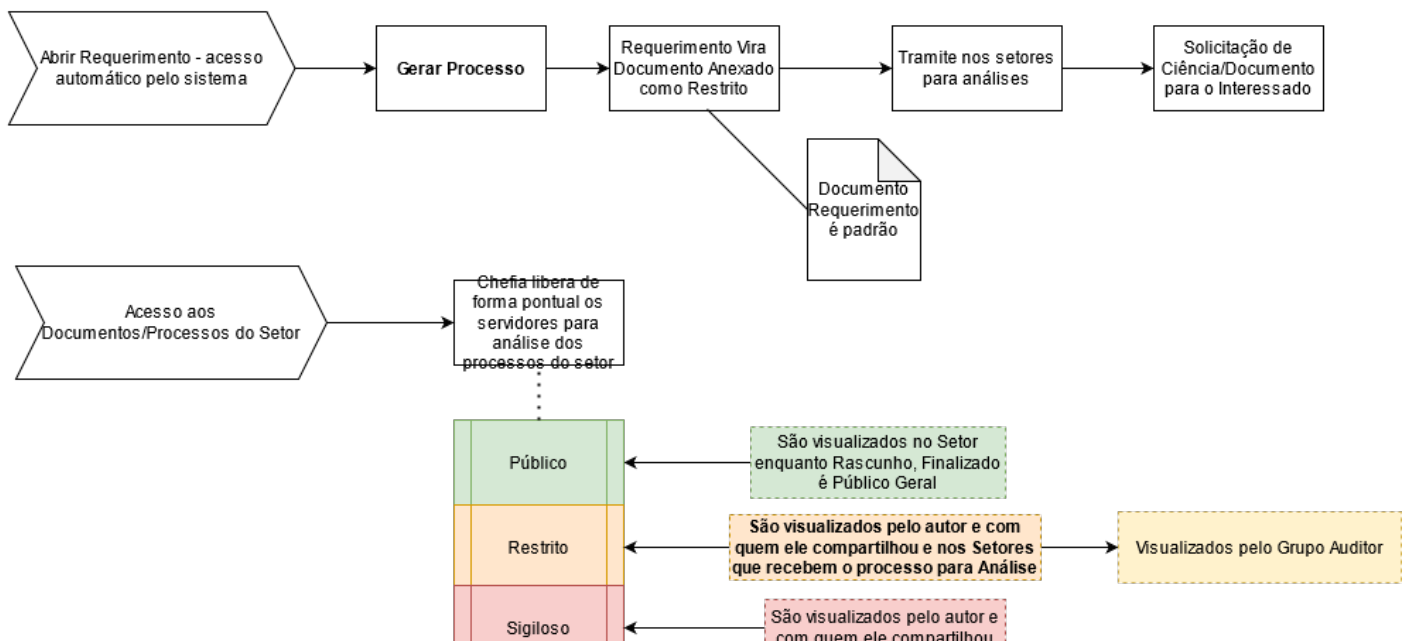 Abrir Requerimento - acesso
automático pelo sistema
Gerar Processo
Requerimento Vira
Documento Anexado
como Restrito
Tramite nos setores
para análises
Solicitação de
Ciência/Documento
para o Interessado
Documento
Requerimento
é padrão
Acesso aos
Documentos/Processos do Setor
Chefia libera de
forma pontual os
servidores para
análise dos
processos do setor
Público
São visualizados no Setor
enquanto Rascunho, Finalizado
é Público Geral
Restrito
São visualizados pelo autor e com
quem ele compartilhou e nos Setores
que recebem o processo para Análise
Visualizados pelo Grupo Auditor
Sigiloso
São visualizados pelo autor e
com quem ele compartilhou